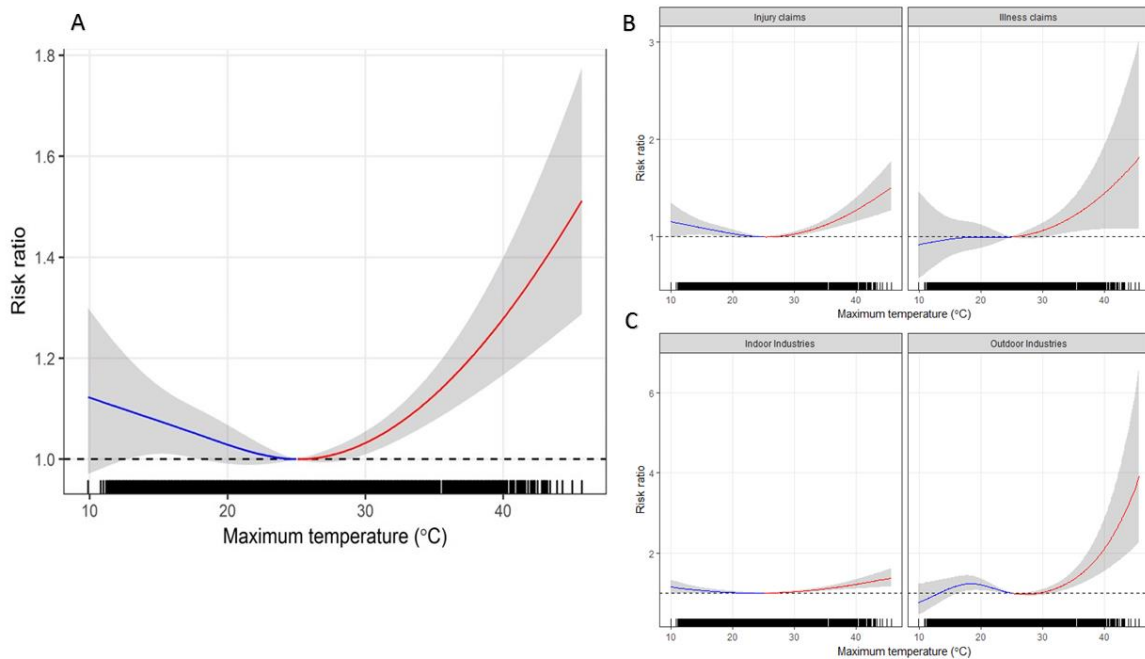 A
1.8
1.6
1.4
1.2
1.0
Risk ratio
10 20 30 40
Maximum temperature (°C)
B
Injury claims Illness claims
3
2
1
Risk ratio
10 20 30 40 10 20 30 40
Maximum temperature (°C)
C
Indoor Industries Outdoor Industries
6
4
2
Risk ratio
10 20 30 40 10 20 30 40
Maximum temperature (°C)